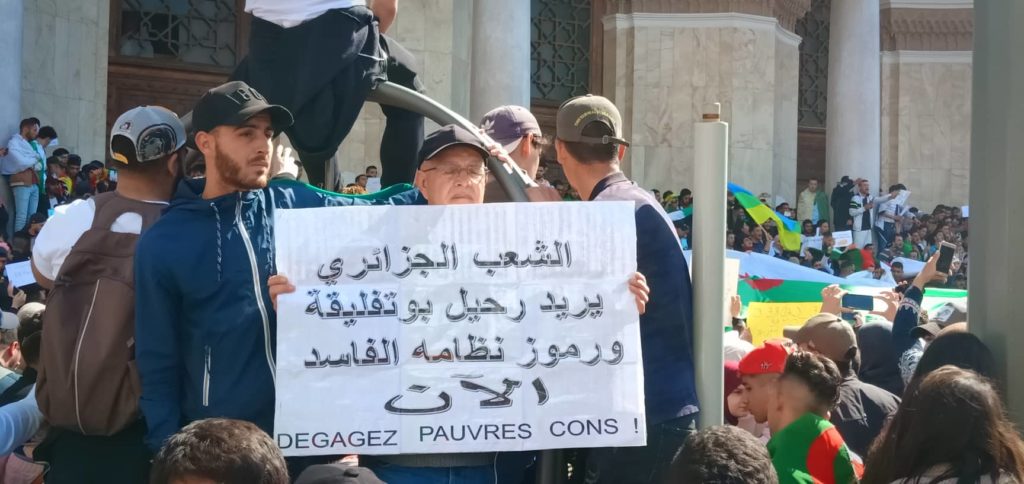 الشعب الجزائري
يريد رحيل بوتفليقة
ورموز نظامه الفاسد
الآن
DEGAGEZ PAUVRES CONS !